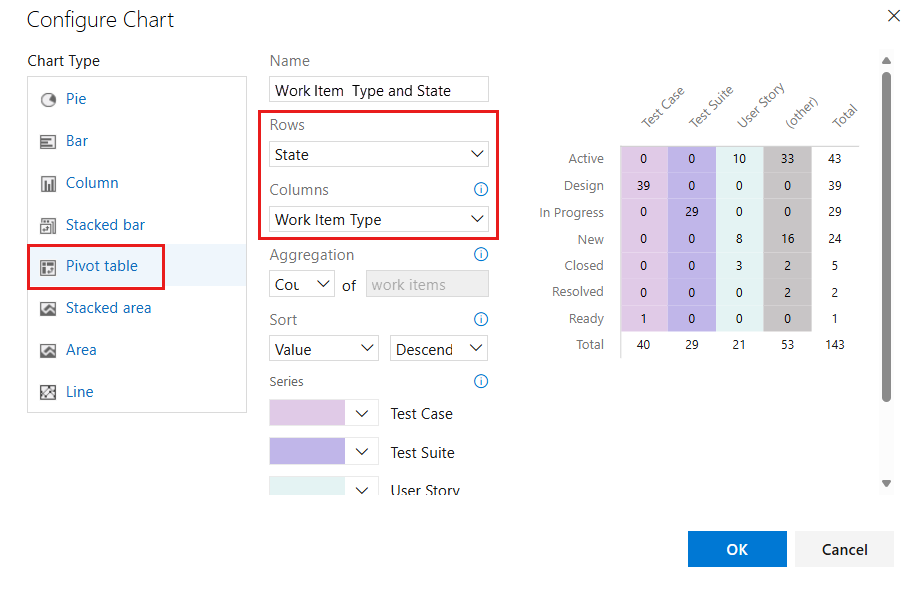 Configure Chart
Chart Type
Pie
Bar
Column
Stacked bar
Pivot table
Stacked area
Area
Line
Name
Work Item  Type and State
Rows
State
Columns
Work Item Type
Aggregation
Cou of work items
Sort
Value Descend
Series
Test Case
Test Suite
User Story
Test Case Test Suite User Story (other) Total
Active 0 0 10 33 43
Design 39 0 0 0 39
In Progress 0 29 0 0 29
New 0 0 8 16 24
Closed 0 0 3 2 5
Resolved 0 0 0 2 2
Ready 1 0 0 0 1
Total 40 29 21 53 143
OK Cancel